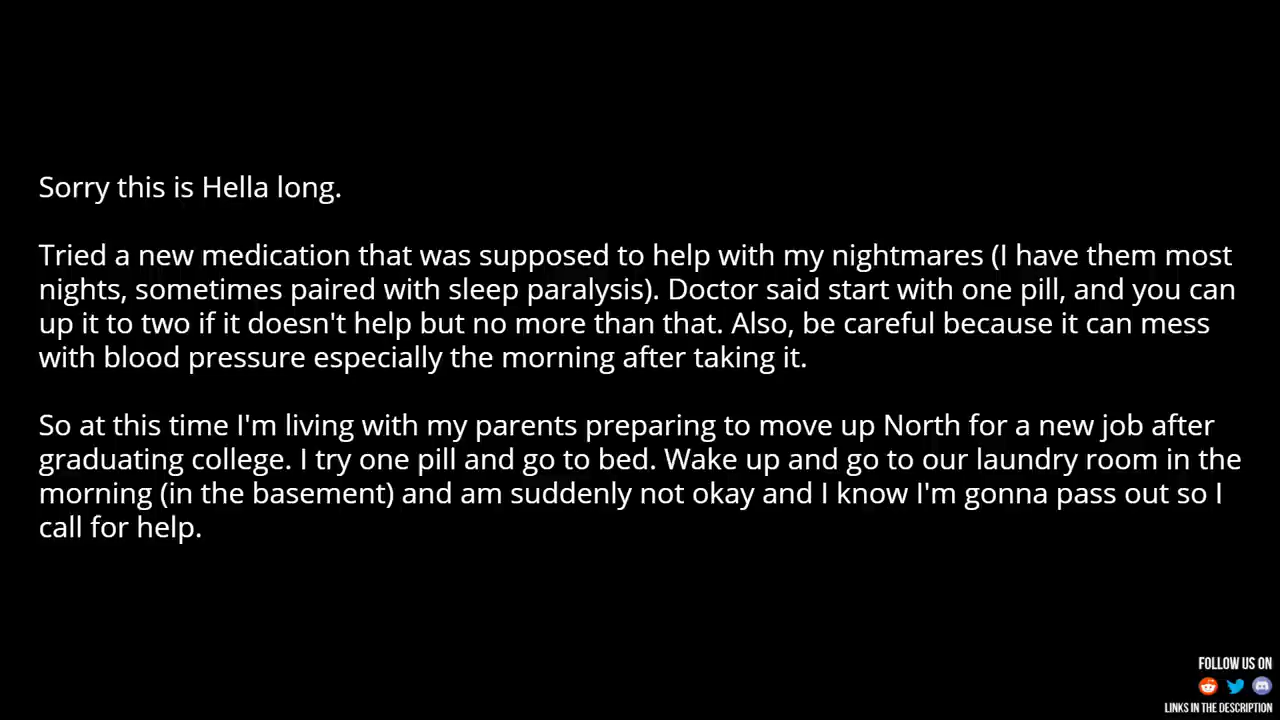 Sorry this is Hella long.
Tried a new medication that was supposed to help with my nightmares (I have them most
nights, sometimes paired with sleep paralysis). Doctor said start with one pill, and you can
up it to two if it doesn't help but no more than that. Also, be careful because it can mess
with blood pressure especially the morning after taking it.
So at this time I'm living with my parents preparing to move up North for a new job after
graduating college. I try one pill and go to bed. Wake up and go to our laundry room in the
morning (in the basement) and am suddenly not okay and I know I'm gonna pass out so I
call for help.
FOLLOW US ON
LINKS IN THE DESCRIPTION